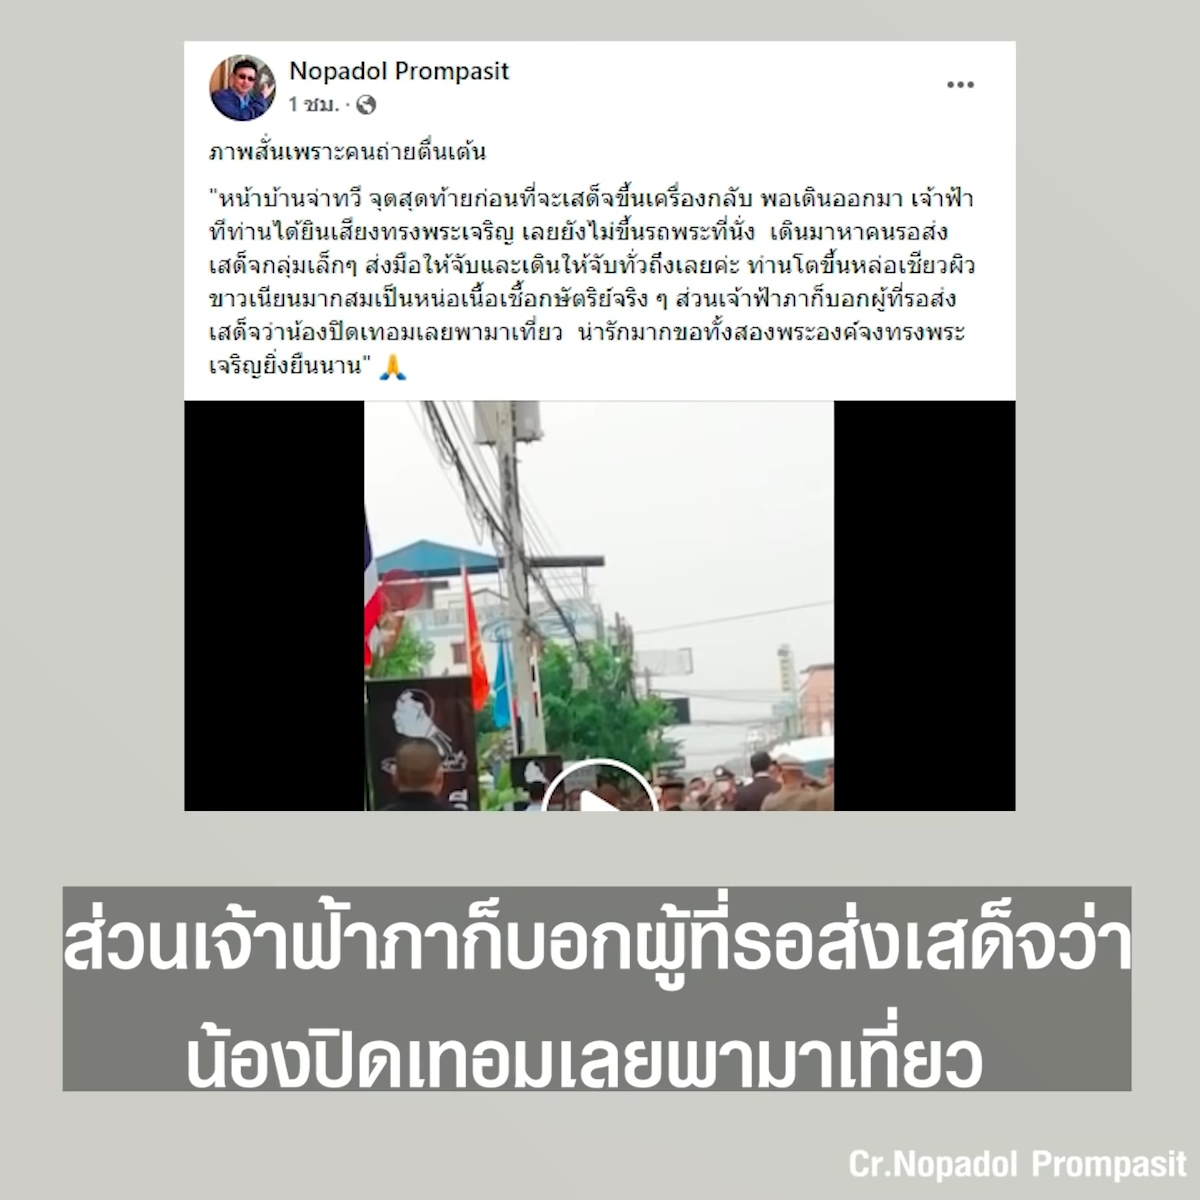 Nopadol Prompasit
1 ชม. ·
ภาพสั่นเพราะคนถ่ายตื่นเต้น
"หน้าบ้านจ่าทวี จุดสุดท้ายก่อนที่จะเสด็จขึ้นเครื่องกลับ พอเดินออกมา เจ้าฟ้า
ทีท่านได้ยินเสียงทรงพระเจริญ เลยยังไม่ขึ้นรถพระที่นั่ง เดินมาหาคนรอส่ง
เสด็จกลุ่มเล็กๆ ส่งมือให้จับและเดินให้จับทั่วถึงเลยค่ะ ท่านโตขึ้นหล่อเชียวผิว
ขาวเนียนมากสมเป็นหน่อเนื้อเชื้อกษัตริย์จริง ๆ ส่วนเจ้าฟ้าภาก็บอกผู้ที่รอส่ง
เสด็จว่าน้องปิดเทอมเลยพามาเที่ยว น่ารักมากขอทั้งสองพระองค์จงทรงพระ
เจริญยิ่งยืนนาน" 🙏
ส่วนเจ้าฟ้าภาก็บอกผู้ที่รอส่งเสด็จว่า
น้องปิดเทอมเลยพามาเที่ยว
Cr.Nopadol Prompasit